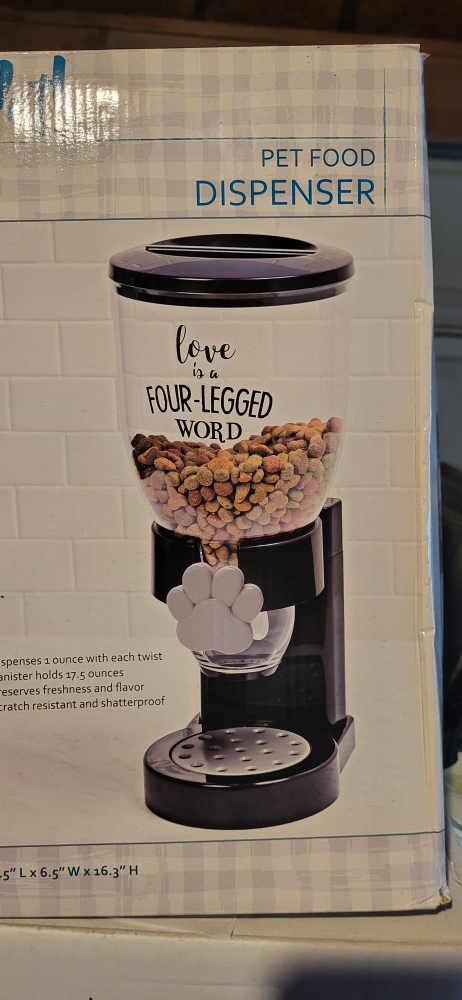 PET FOOD
DISPENSER
love
is a
FOUR-LEGGED
WORD
spenses 1 ounce with each twist
anister holds 17.5 ounces
reserves freshness and flavor
cratch resistant and shatterproof
.5" L x 6.5" W x 16.3" H